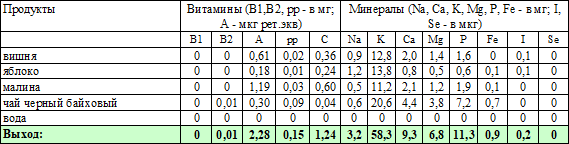 Продукты Витамины (B1,B2, pp - в мг; Минералы (Na, Ca, K, Mg, P, Fe - в мг; I,
А - мкг рет.экв) Se - в мкг)
B1 B2 A pp C Na K Ca Mg P Fe I Se
вишня 0 0 0,61 0,02 0,36 0,9 12,8 2,0 1,4 1,6 0 0,1 0
яблоко 0 0 0,18 0,01 0,24 1,2 13,8 0,8 0,5 0,6 0,1 0,1 0
малина 0 0 1,19 0,03 0,60 0,5 11,2 2,1 1,2 1,9 0,1 0 0
чай черный байховый 0 0,01 0,30 0,09 0,04 0,6 20,6 4,4 3,8 7,2 0,7 0 0
вода 0 0 0 0 0 0 0 0 0 0 0 0 0
Выход: 0 0,01 2,28 0,15 1,24 3,2 58,3 9,3 6,8 11,3 0,9 0,2 0